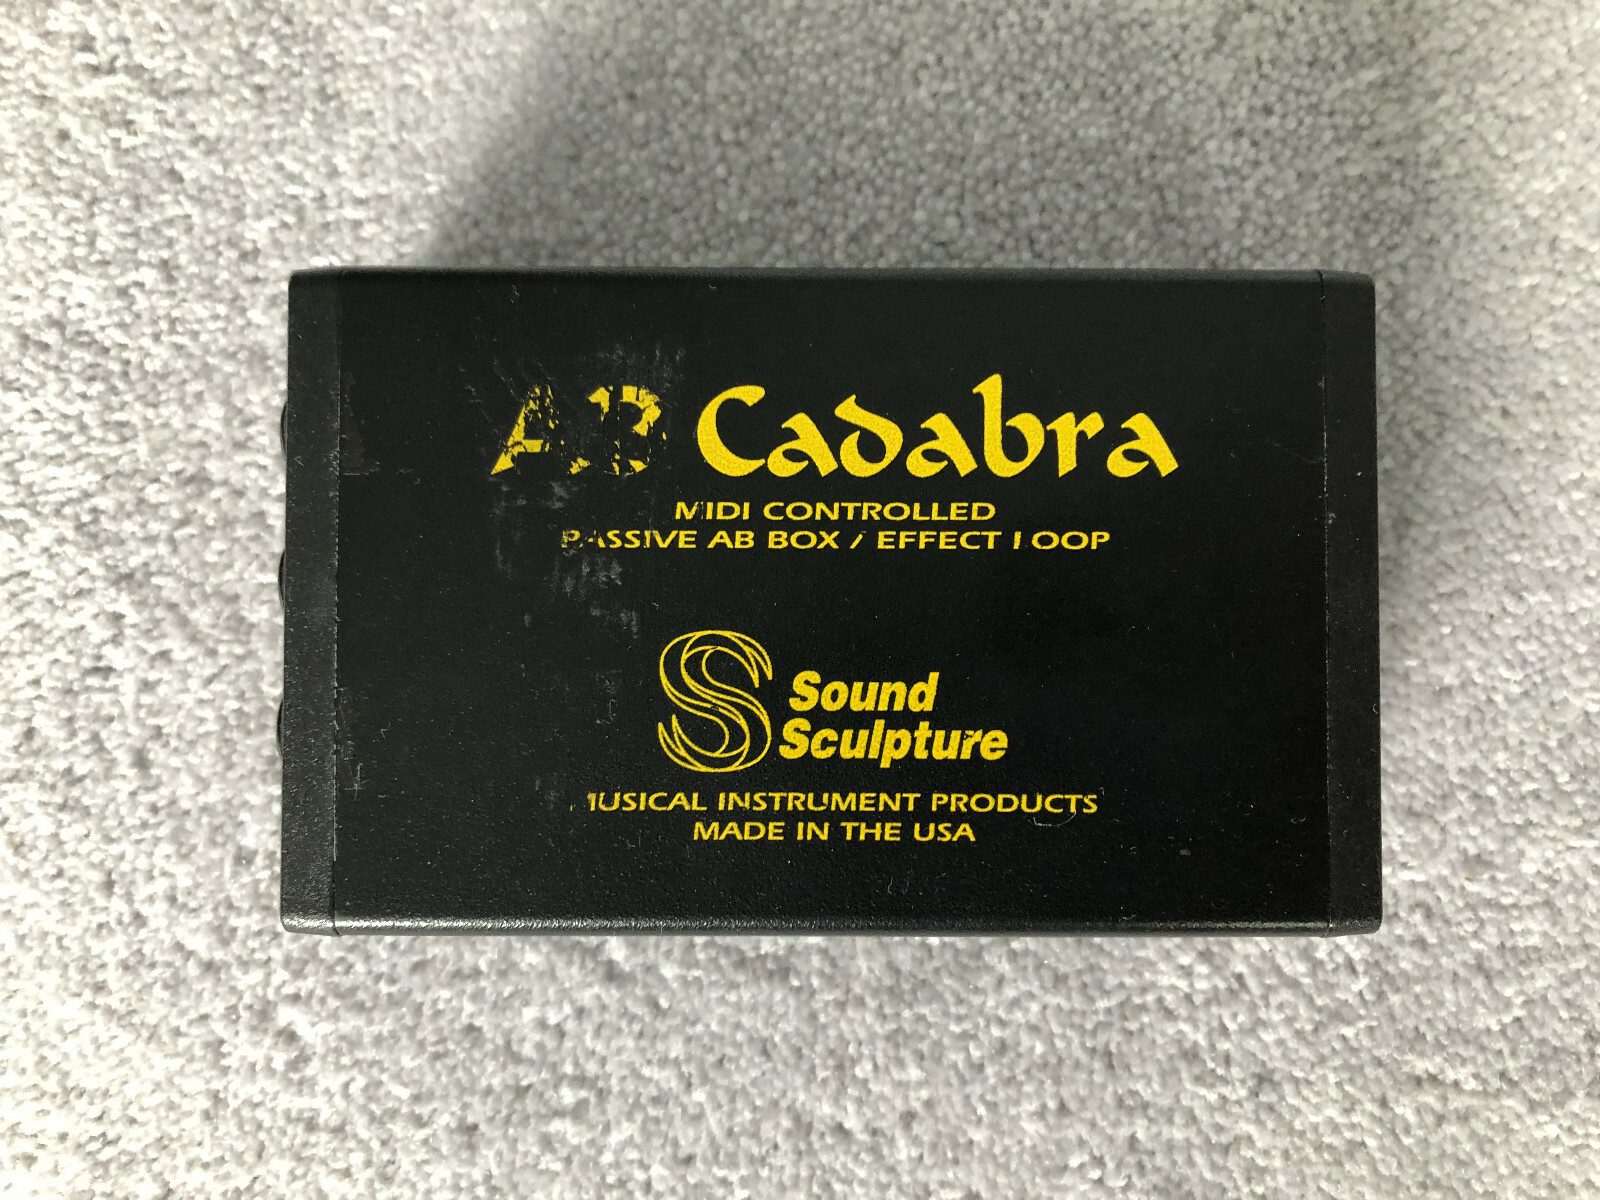 AB Cadabra
MIDI CONTROLLED
PASSIVE AB BOX / EFFECT LOOP
Sound
Sculpture
MUSICAL INSTRUMENT PRODUCTS
MADE IN THE USA